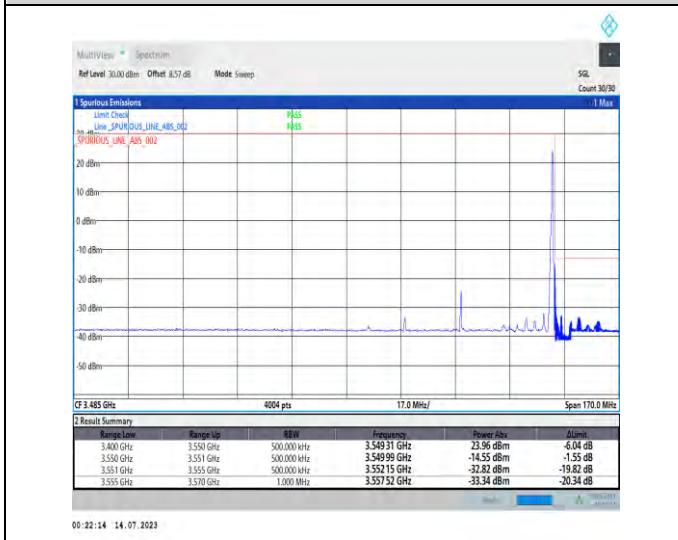 MultiView Spectrum
Ref Level 30.00 dBm Offset 8.57 dB Mode Sweep SGL
Count 30/30
1 Spurious Emissions 1 Max
Limit Check PASS
Line _SPURIOUS_LINE_ABS_002 PASS
_SPURIOUS_LINE_ABS_002
20 dBm
10 dBm
0 dBm
-10 dBm
-20 dBm
-30 dBm
-40 dBm
-50 dBm
CF 3.485 GHz 4004 pts 17.0 MHz/ Span 170.0 MHz
2 Result Summary
Range Low Range Up RBW Frequency Power Abs ΔLimit
3.400 GHz 3.550 GHz 500.000 kHz 3.549 31 GHz 23.96 dBm -6.04 dB
3.550 GHz 3.551 GHz 500.000 kHz 3.549 99 GHz -14.55 dBm -1.55 dB
3.551 GHz 3.555 GHz 500.000 kHz 3.552 15 GHz -32.82 dBm -19.82 dB
3.555 GHz 3.570 GHz 1.000 MHz 3.557 52 GHz -33.34 dBm -20.34 dB
00:22:14 14.07.2023